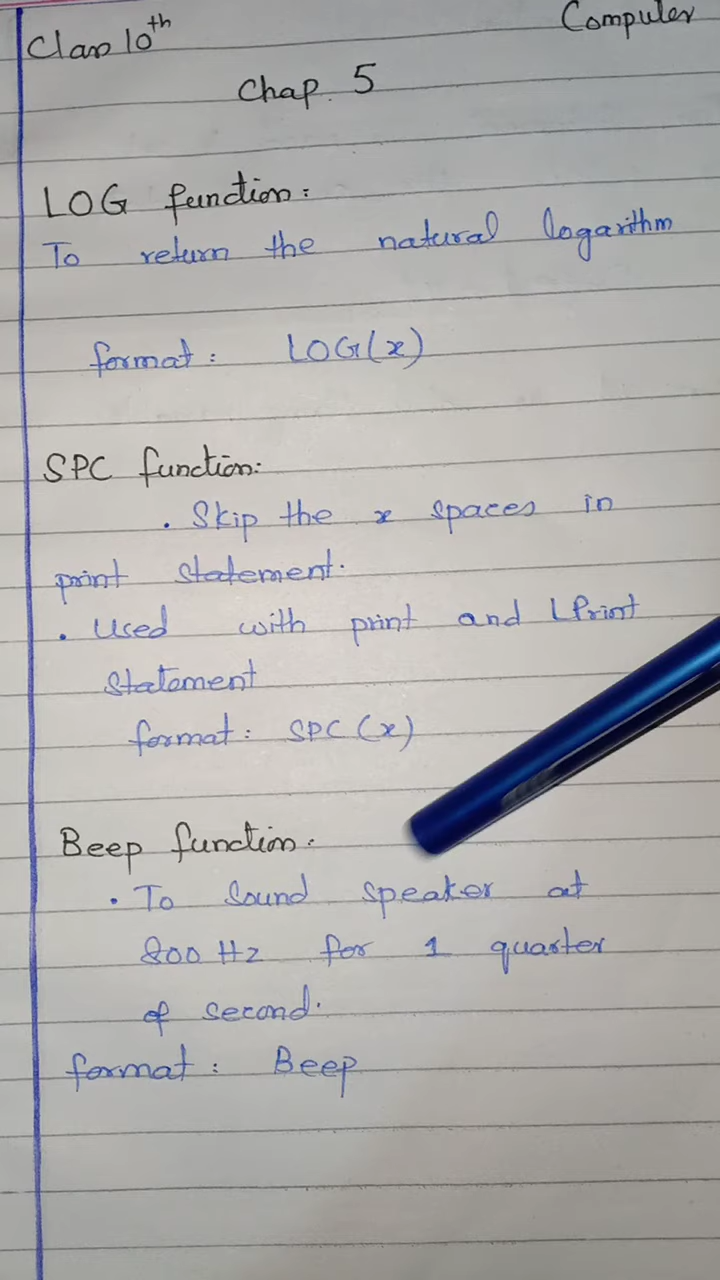 Class 10th
Computer
Chap. 5
LOG function:
To return the natural logarithm
format: LOG(x)
SPC function:
. Skip the x spaces in
print statement.
. Used with print and LPrint
statement
format: SPC (x)
Beep function.
. To Sound speaker at
800 Hz for 1 quarter
of second.
format: Beep